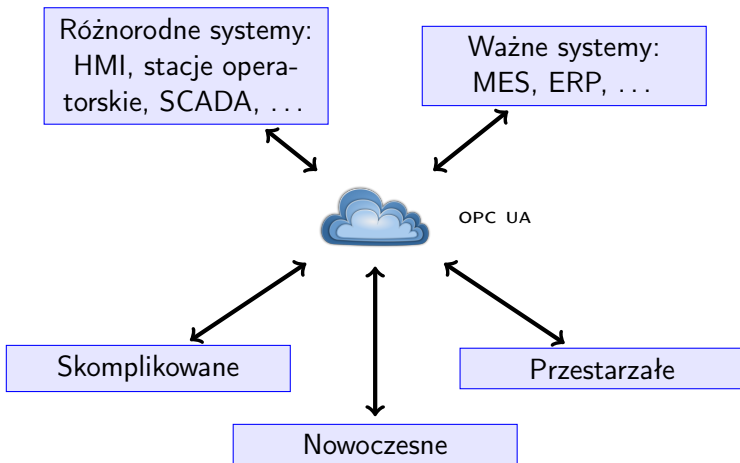 Różnorodne systemy:
HMI, stacje opera-
torskie, SCADA, ...
Ważne systemy:
MES, ERP, ...
OPC UA
Skomplikowane
Przestarzałe
Nowoczesne